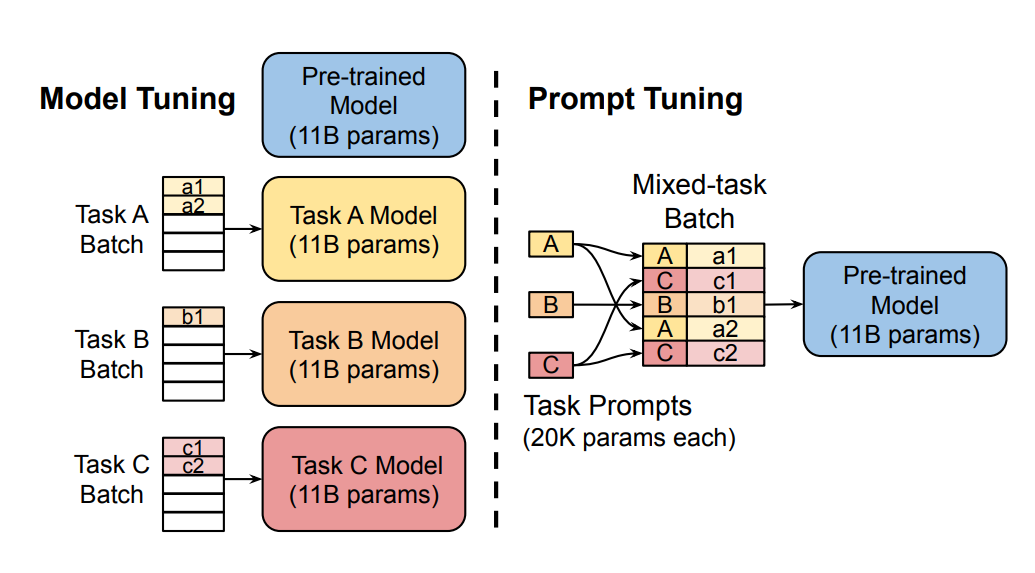 Model Tuning
Pre-trained
Model
(11B params)
Task A
Batch
a1
a2
Task A Model
(11B params)
Task B
Batch
b1
Task B Model
(11B params)
Task C
Batch
c1
c2
Task C Model
(11B params)
Prompt Tuning
Mixed-task
Batch
A
B
C
A a1
C c1
B b1
A a2
C c2
Task Prompts
(20K params each)
Pre-trained
Model
(11B params)